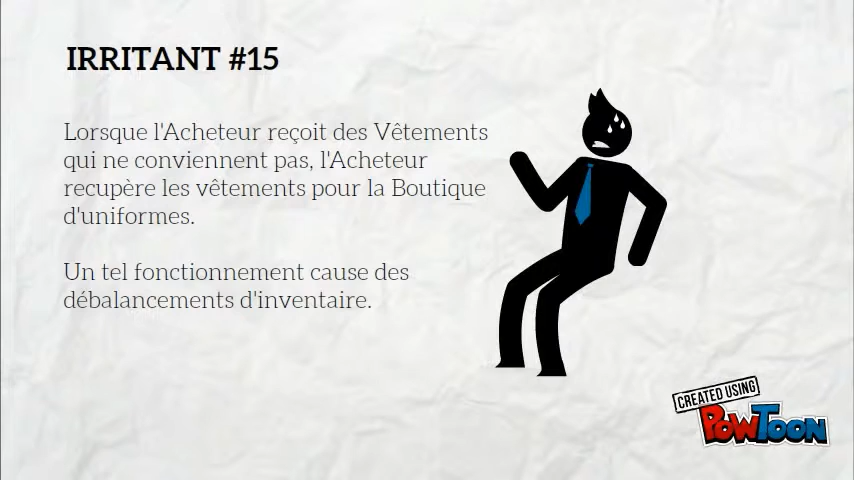 IRRITANT #15
Lorsque l'Acheteur reçoit des Vêtements
qui ne conviennent pas, l'Acheteur
recupère les vêtements pour la Boutique
d'uniformes.
Un tel fonctionnement cause des
débalancements d'inventaire.
CREATED USING
POWTOON